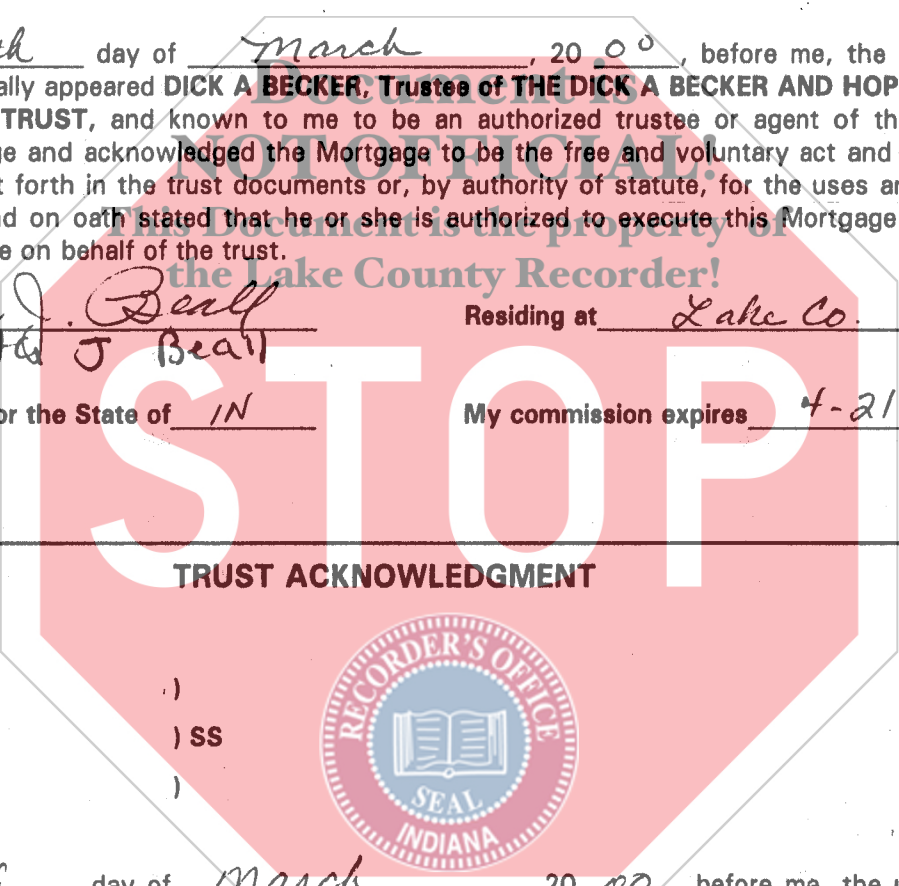 day of March, 20 00, before me, the
ally appeared DICK A BECKER, Trustee of THE DICK A BECKER AND HOP
TRUST, and known to me to be an authorized trustee or agent of th
ge and acknowledged the Mortgage to be the free and voluntary act and
t forth in the trust documents or, by authority of statute, for the uses a
d on oath stated that he or she is authorized to execute this Mortgage
e on behalf of the trust.
Document is
NOT OFFICIAL!
This Document is the property of
the Lake County Recorder!
J. Beall Residing at Lake Co.
J Beall
or the State of IN My commission expires 4-21
STOP
TRUST ACKNOWLEDGMENT
)
) SS
)
RECORDER'S OFFICE
SEAL
INDIANA
day of March 20 00 before me, the